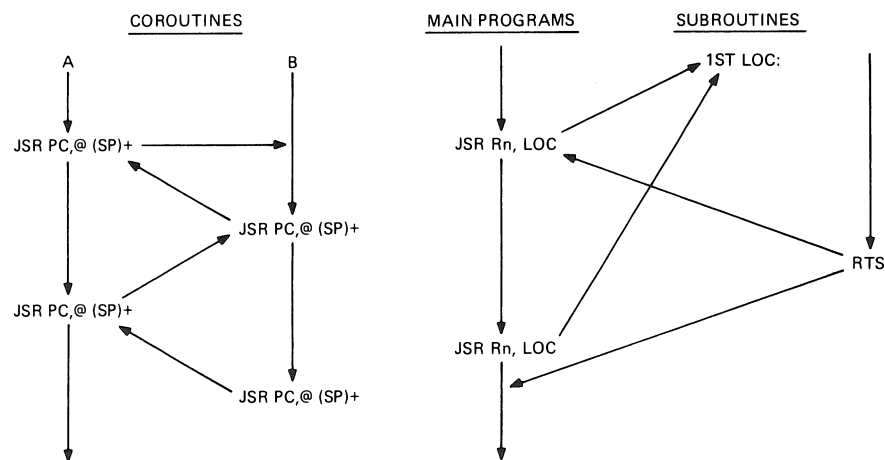 COROUTINES
A
B
JSR PC,@ (SP)+
JSR PC,@ (SP)+
JSR PC,@ (SP)+
JSR PC,@ (SP)+
MAIN PROGRAMS
SUBROUTINES
1ST LOC:
JSR Rn, LOC
RTS
JSR Rn, LOC